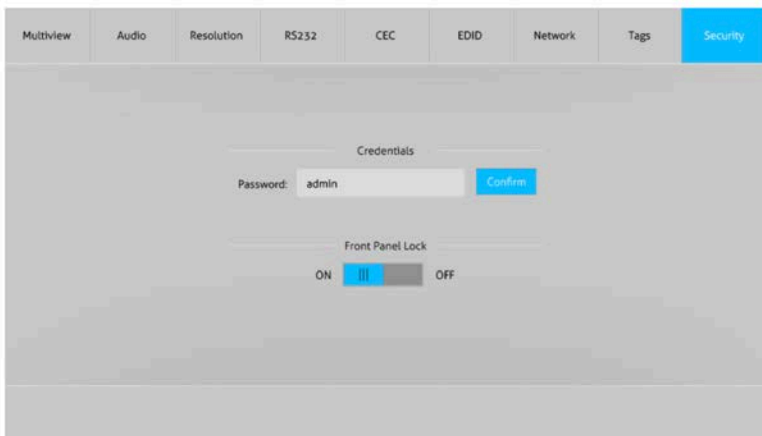 Multiview Audio Resolution RS232 CEC EDID Network Tags Security
Credentials
Password: admin Confirm
Front Panel Lock
ON OFF